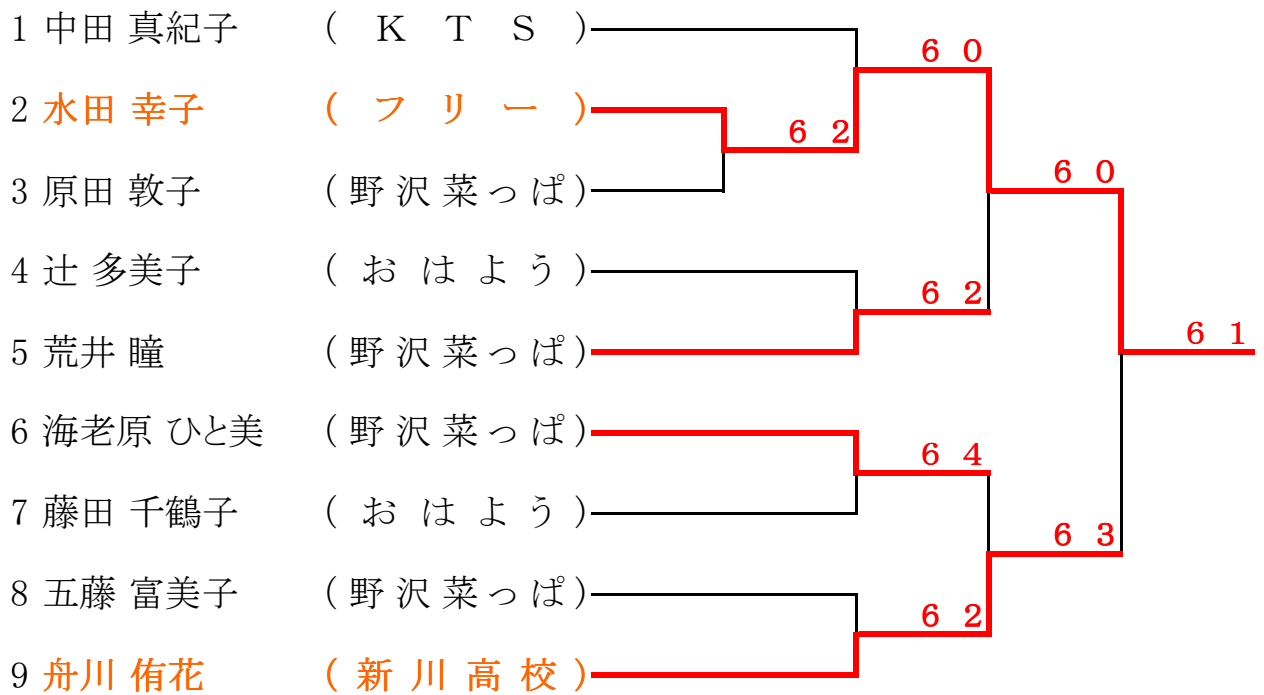 1 中田 真紀子 ( K T S )
6 0
2 水田 幸子 ( フ リ ー )
6 2
6 0
3 原田 敦子 ( 野 沢 菜 っ ぱ )
4 辻 多美子 ( お は よ う )
6 2
6 1
5 荒井 瞳 ( 野 沢 菜 っ ぱ )
6 海老原 ひと美 ( 野 沢 菜 っ ぱ )
6 4
7 藤田 千鶴子 ( お は よ う )
6 3
8 五藤 富美子 ( 野 沢 菜 っ ぱ )
6 2
9 舟川 侑花 ( 新 川 高 校 )